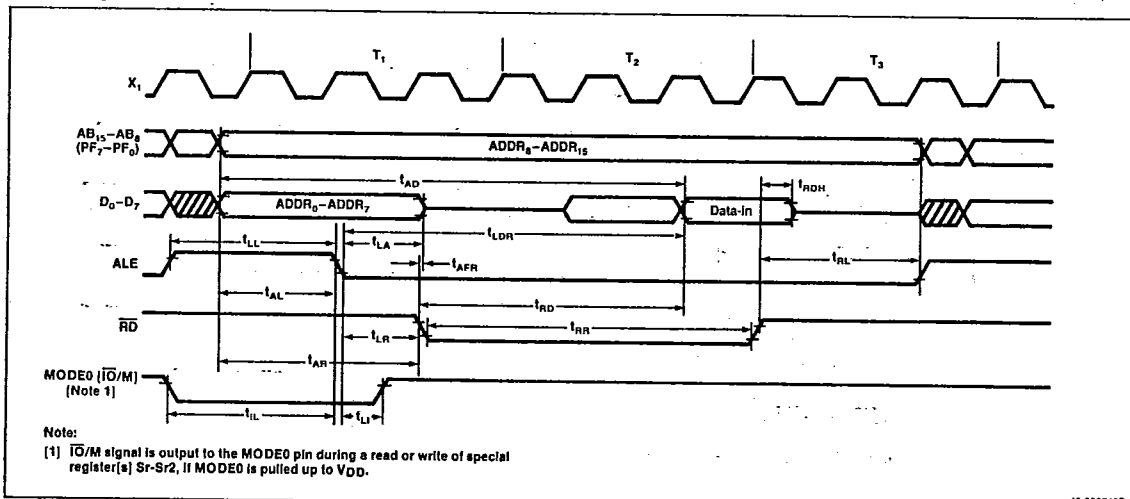 T1 T2 T3
X1
AB15–AB8
(PF7–PF0)
ADDR8–ADDR15
tAD
tRDH
D0–D7
ADDR0–ADDR7
Data-in
tLDR
tLL
tLA
ALE
tAFR
tRL
tAL
tRD
RD
tRR
tLR
tAR
MODE0 [IO/M]
[Note 1]
tIL
tLI
Note:
[1] IO/M signal is output to the MODE0 pin during a read or write of special
register[s] Sr-Sr2, if MODE0 is pulled up to VDD.